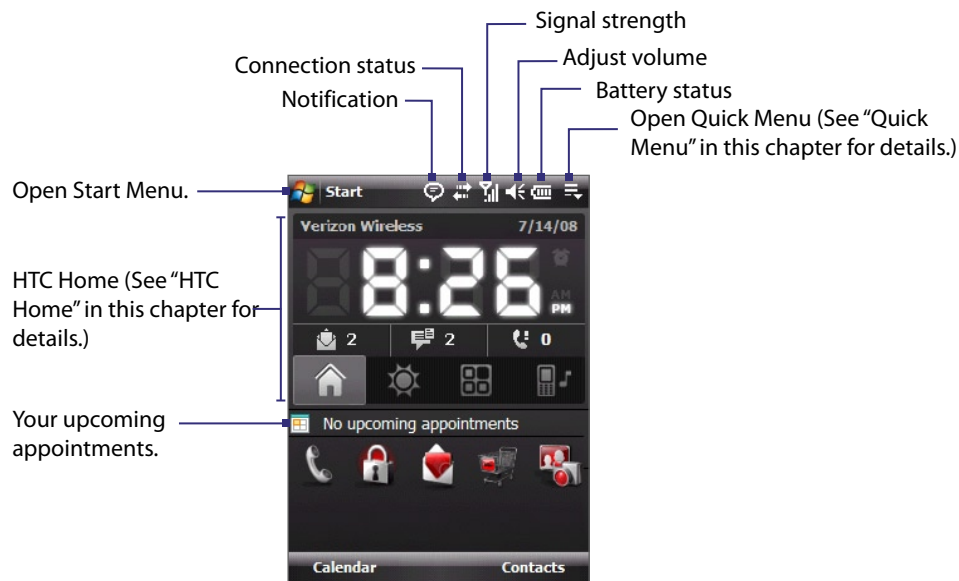 Signal strength
Connection status
Adjust volume
Notification
Battery status
Open Quick Menu (See “Quick
Menu” in this chapter for details.)
Open Start Menu.
Start
Verizon Wireless 7/14/08
8:26
AM
PM
HTC Home (See “HTC
Home” in this chapter for
details.)
2 2 0
Your upcoming
appointments.
No upcoming appointments
Calendar Contacts